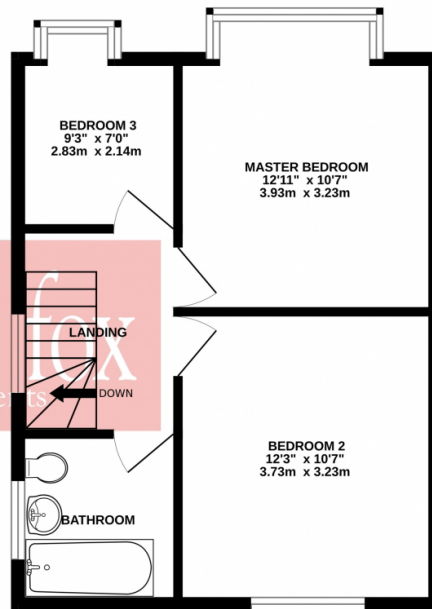 BEDROOM 3
9'3" x 7'0"
2.83m x 2.14m
MASTER BEDROOM
12'11" x 10'7"
3.93m x 3.23m
fox
LANDING
DOWN
BEDROOM 2
12'3" x 10'7"
3.73m x 3.23m
BATHROOM